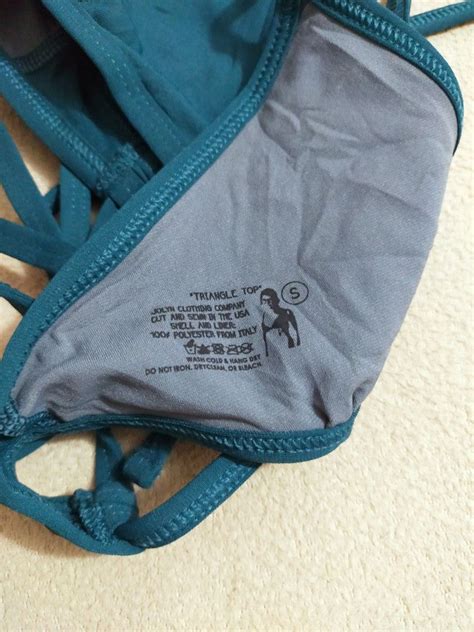 "TRIANGLE TOP"
S
JOLYN CLOTHING COMPANY
CUT AND SEWN IN THE USA
SHELL AND LINER:
100% POLYESTER FROM ITALY
WASH COLD & HANG DRY
DO NOT IRON, DRYCLEAN, OR BLEACH.